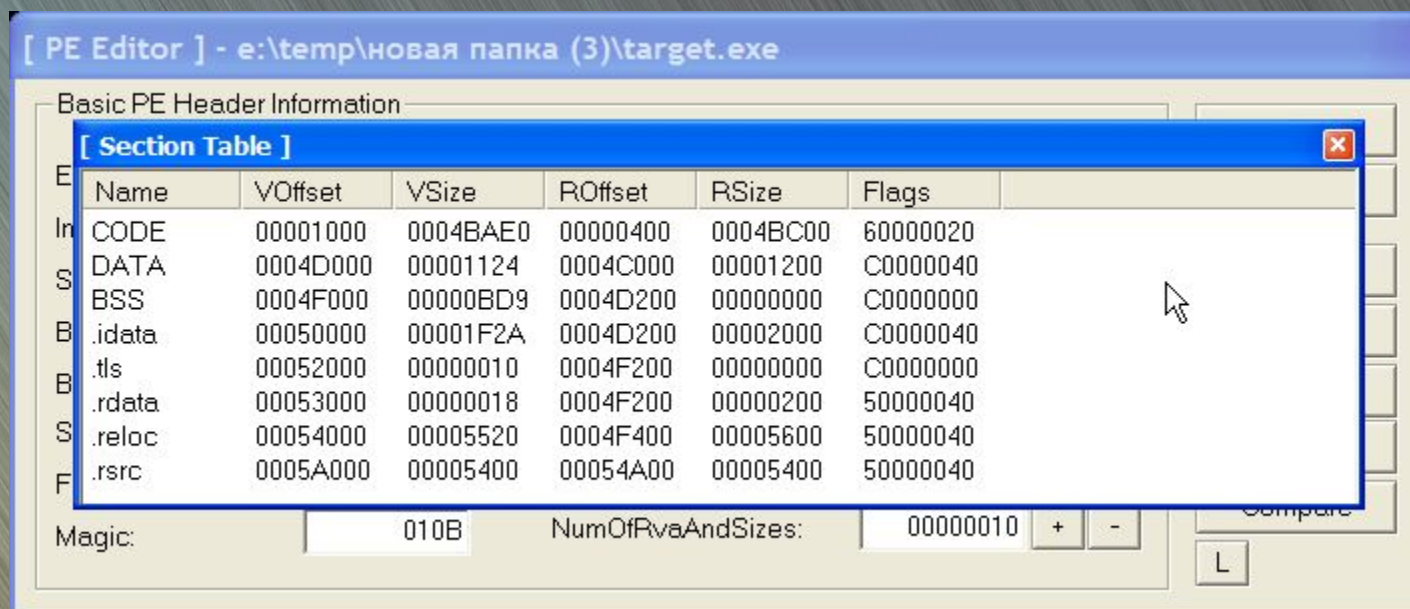 [ PE Editor ] - e:\temp\новая папка (3)\target.exe
Basic PE Header Information
[ Section Table ]
Name VOffset VSize ROffset RSize Flags
CODE 00001000 0004BAE0 00000400 0004BC00 60000020
DATA 0004D000 00001124 0004C000 00001200 C0000040
BSS 0004F000 00000BD9 0004D200 00000000 C0000000
.idata 00050000 00001F2A 0004D200 00002000 C0000040
.tls 00052000 00000010 0004F200 00000000 C0000000
.rdata 00053000 00000018 0004F200 00000200 50000040
.reloc 00054000 00005520 0004F400 00005600 50000040
.rsrc 0005A000 00005400 00054A00 00005400 50000040
Magic: 010B NumOfRvaAndSizes: 00000010 + -
Compare
L